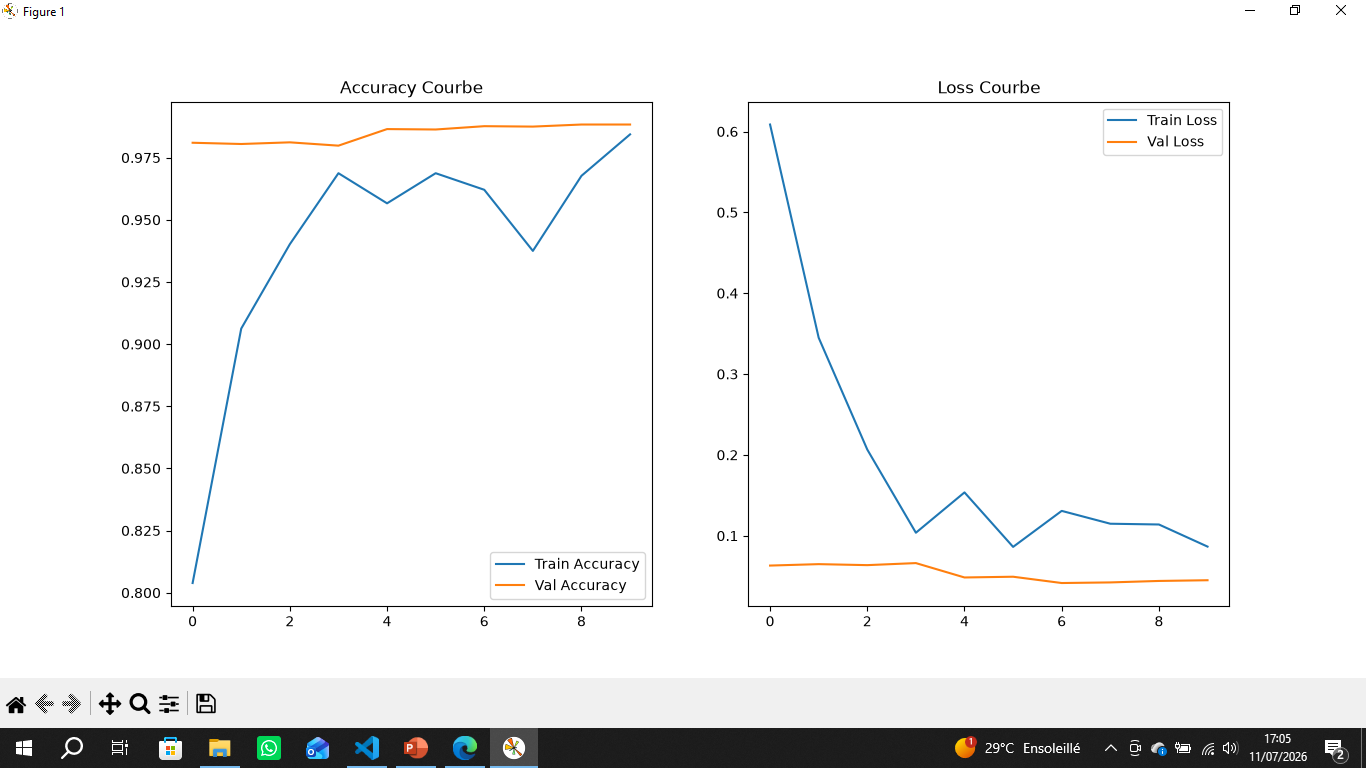 Figure 1
Accuracy Courbe
0.975
0.950
0.925
0.900
0.875
0.850
0.825
0.800
0 2 4 6 8
Train Accuracy
Val Accuracy
Loss Courbe
0.6
0.5
0.4
0.3
0.2
0.1
0 2 4 6 8
Train Loss
Val Loss
1
29°C Ensoleillé
17:05
11/07/2026
2